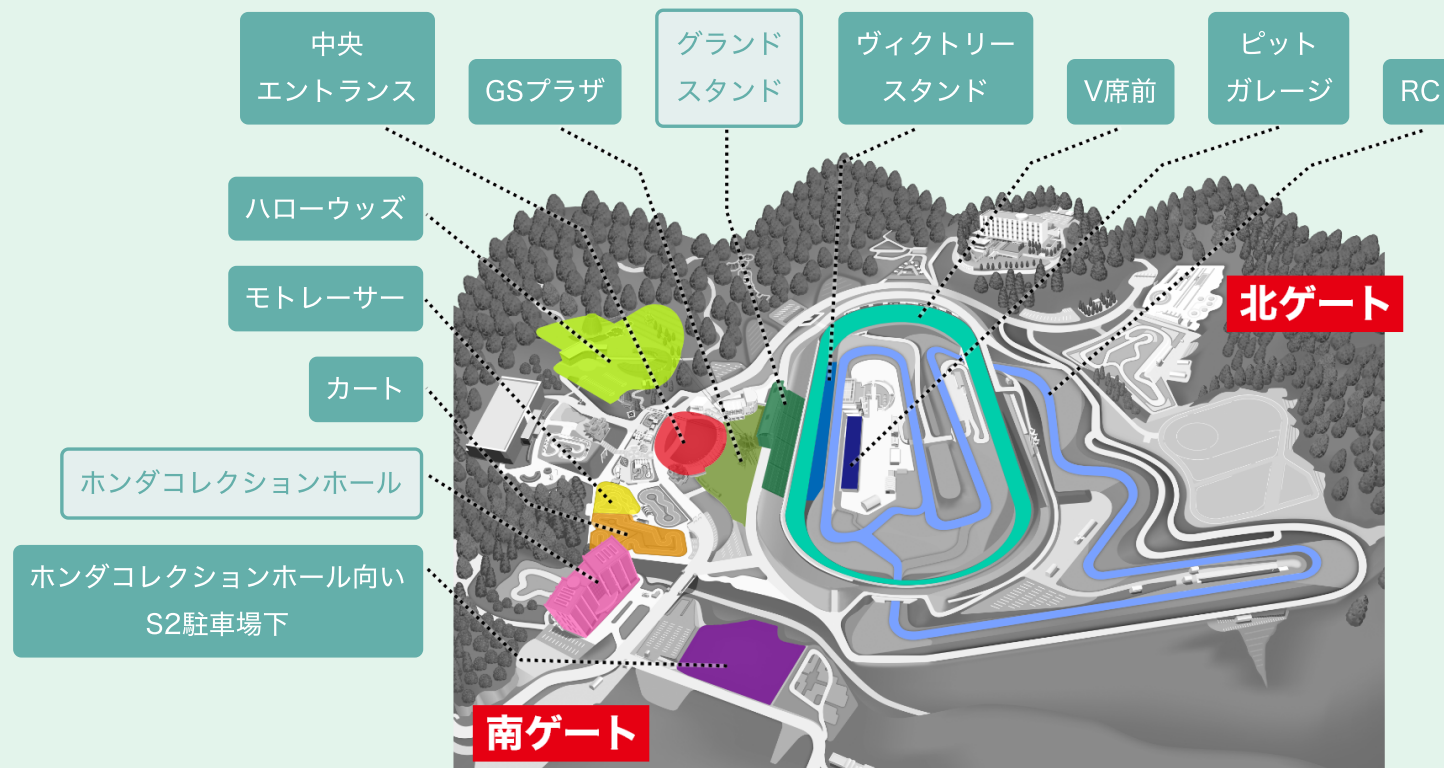 中央
エントランス
GSプラザ
グランド
スタンド
ヴィクトリー
スタンド
V席前
ピット
ガレージ
RC
ハローウッズ
モトレーサー
北ゲート
カート
ホンダコレクションホール
ホンダコレクションホール向い
S2駐車場下
南ゲート